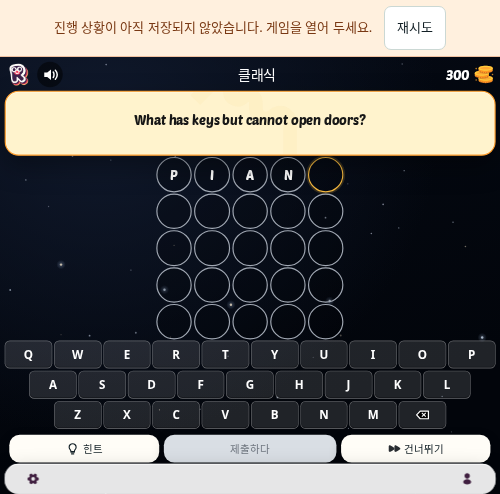 진행 상황이 아직 저장되지 않았습니다. 게임을 열어 두세요.
재시도
클래식
300
What has keys but cannot open doors?
P I A N
Q W E R T Y U I O P
A S D F G H J K L
Z X C V B N M
힌트
제출하다
건너뛰기